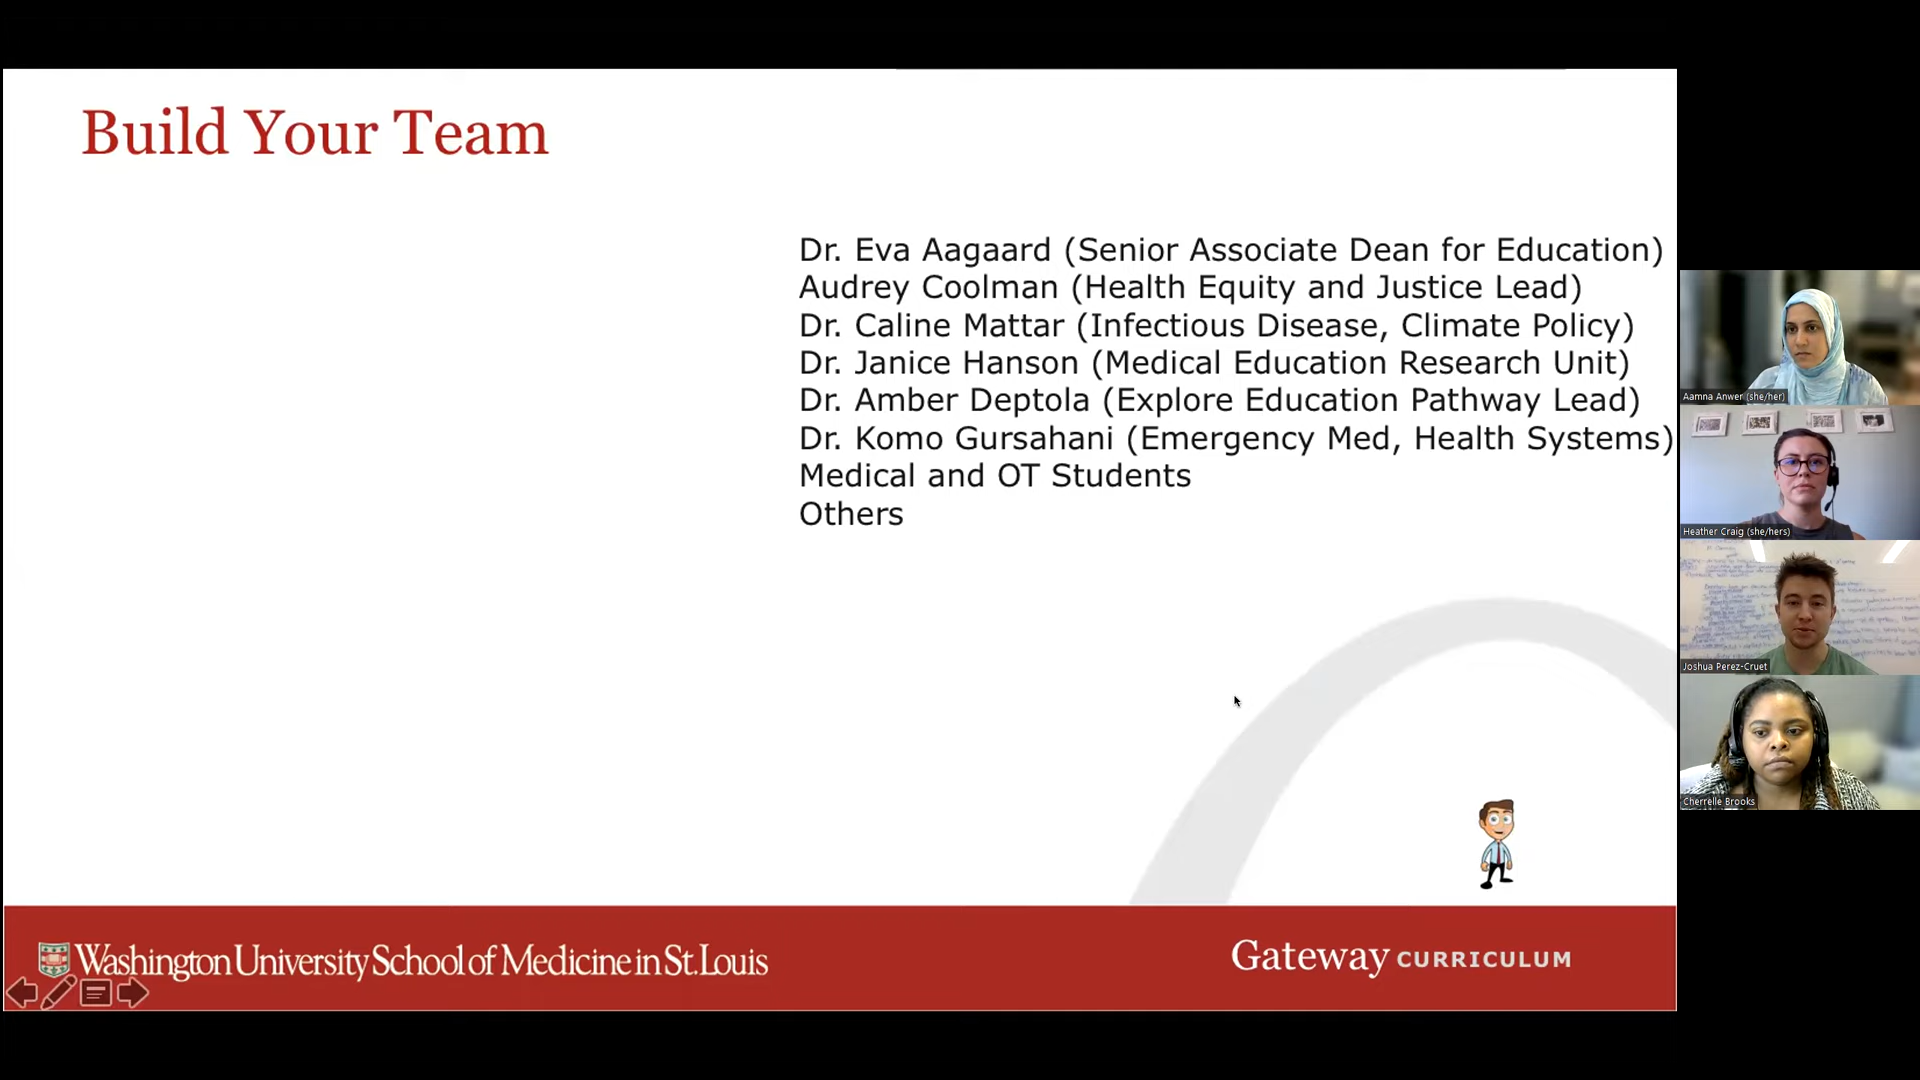 Build Your Team
Dr. Eva Aagaard (Senior Associate Dean for Education)
Audrey Coolman (Health Equity and Justice Lead)
Dr. Caline Mattar (Infectious Disease, Climate Policy)
Dr. Janice Hanson (Medical Education Research Unit)
Dr. Amber Deptola (Explore Education Pathway Lead)
Dr. Komo Gursahani (Emergency Med, Health Systems)
Medical and OT Students
Others
Washington University School of Medicine in St. Louis
Gateway CURRICULUM
Aamna Anwer (she/her)
Heather Craig (she/hers)
Joshua Perez-Cruet
Cherrelle Brooks